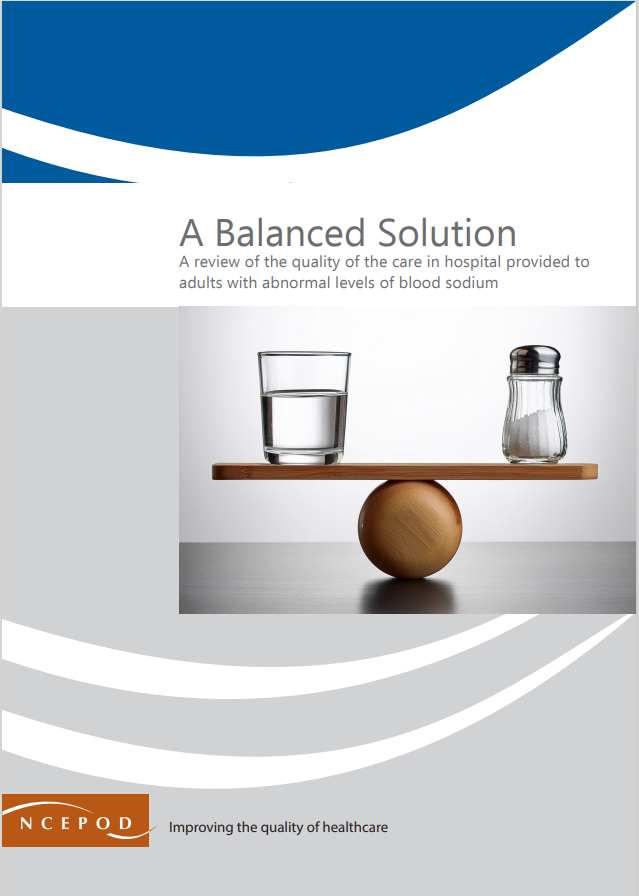 A Balanced Solution
A review of the quality of the care in hospital provided to
adults with abnormal levels of blood sodium
NCEPOD
Improving the quality of healthcare